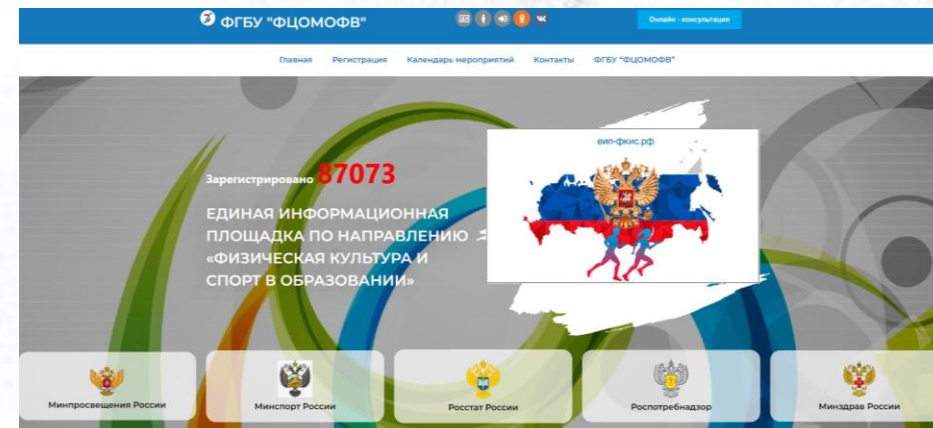 ФГБУ "ФЦОМОФВ"
Онлайн - консультация
Главная Регистрация Календарь мероприятий Контакты ФГБУ "ФЦОМОФВ"
еип-фкис.рф
Зарегистрировано 87073
ЕДИНАЯ ИНФОРМАЦИОННАЯ
ПЛОЩАДКА ПО НАПРАВЛЕНИЮ
«ФИЗИЧЕСКАЯ КУЛЬТУРА И
СПОРТ В ОБРАЗОВАНИИ»
Минпросвещения России
Минспорт России
Росстат России
Роспотребнадзор
Минздрав России